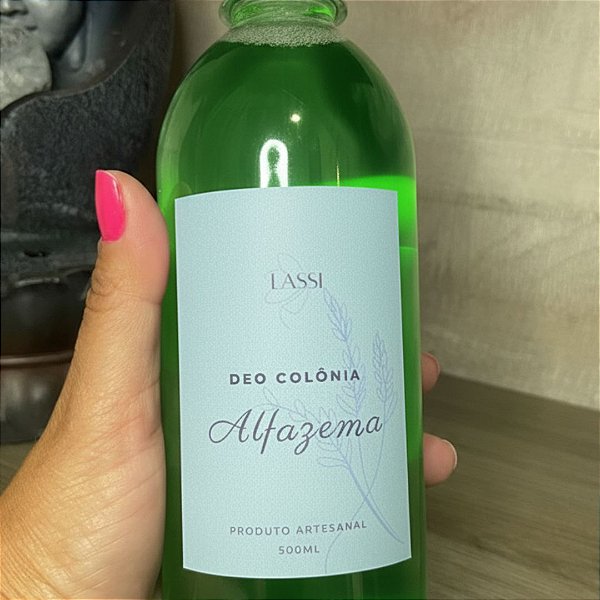 LASSI
DEO COLÔNIA
Alfazema
PRODUTO ARTESANAL
500ML